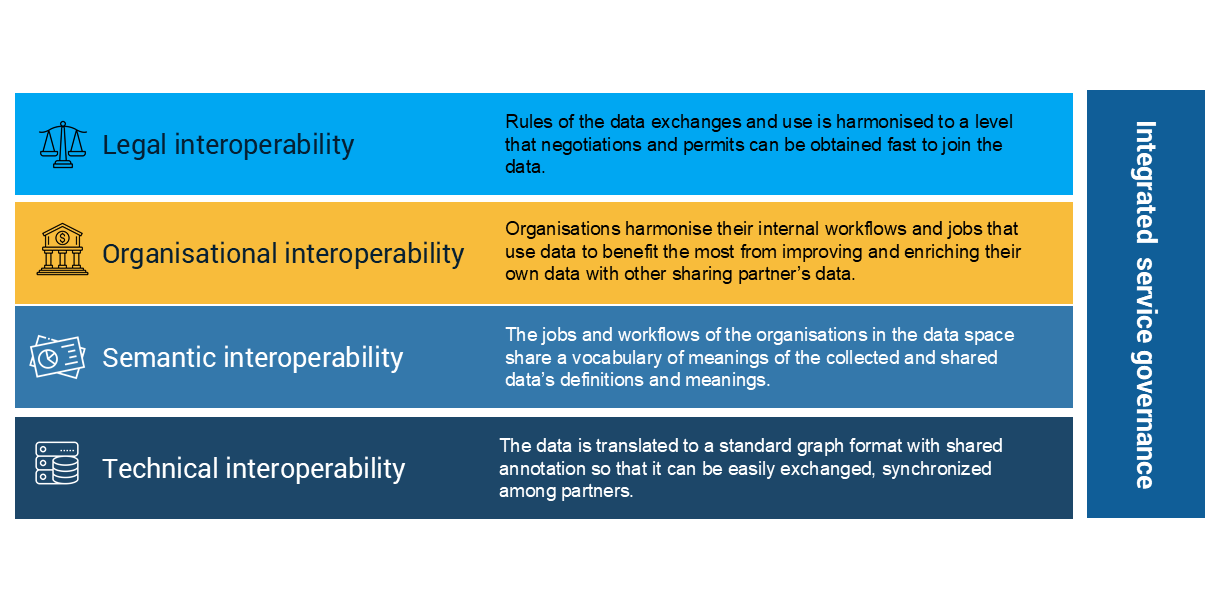 Legal interoperability
Rules of the data exchanges and use is harmonised to a level
that negotiations and permits can be obtained fast to join the
data.
Organisational interoperability
Organisations harmonise their internal workflows and jobs that
use data to benefit the most from improving and enriching their
own data with other sharing partner’s data.
Semantic interoperability
The jobs and workflows of the organisations in the data space
share a vocabulary of meanings of the collected and shared
data’s definitions and meanings.
Technical interoperability
The data is translated to a standard graph format with shared
annotation so that it can be easily exchanged, synchronized
among partners.
Integrated service governance